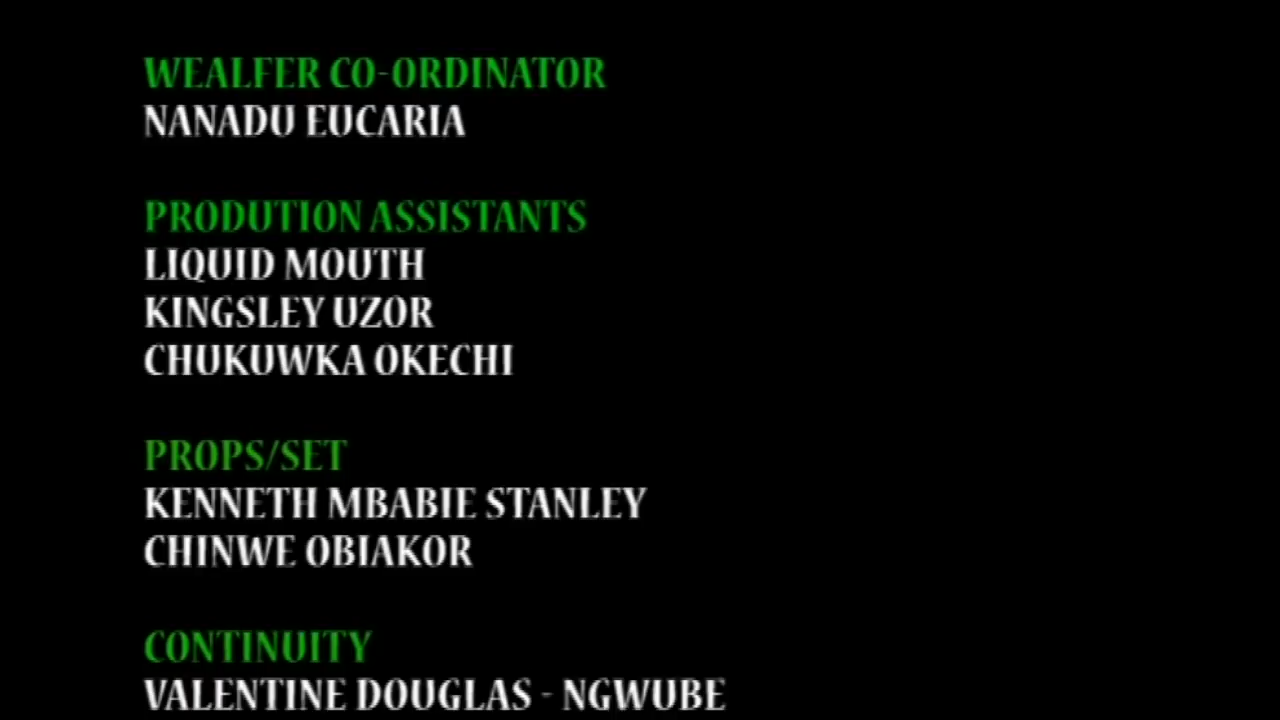 WEALFER CO-ORDINATOR
NANADU EUCARIA
PRODUTION ASSISTANTS
LIQUID MOUTH
KINGSLEY UZOR
CHUKUWKA OKECHI
PROPS/SET
KENNETH MBABIE STANLEY
CHINWE OBIAKOR
CONTINUITY
VALENTINE DOUGLAS - NGWUBE